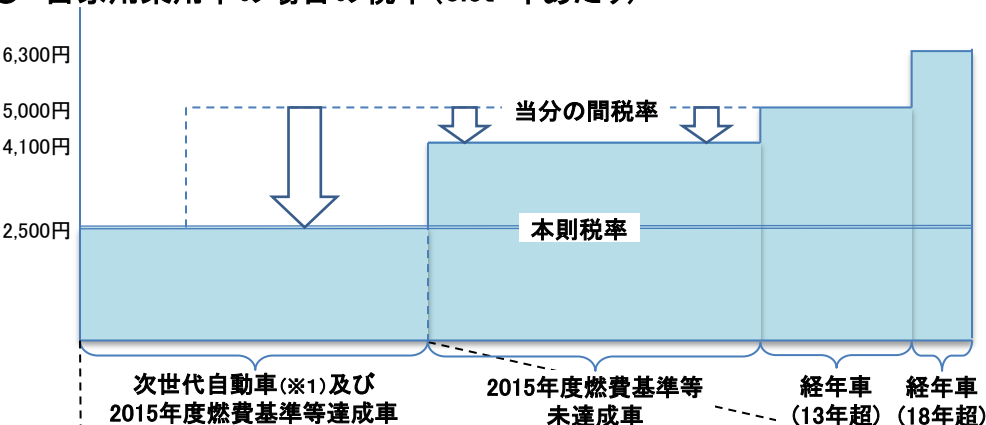 6,300円
5,000円
4,100円
2,500円
当分の間税率
本則税率
次世代自動車(※1)及び
2015年度燃費基準等達成車
2015年度燃費基準等
未達成車
経年車
(13年超)
経年車
(18年超)